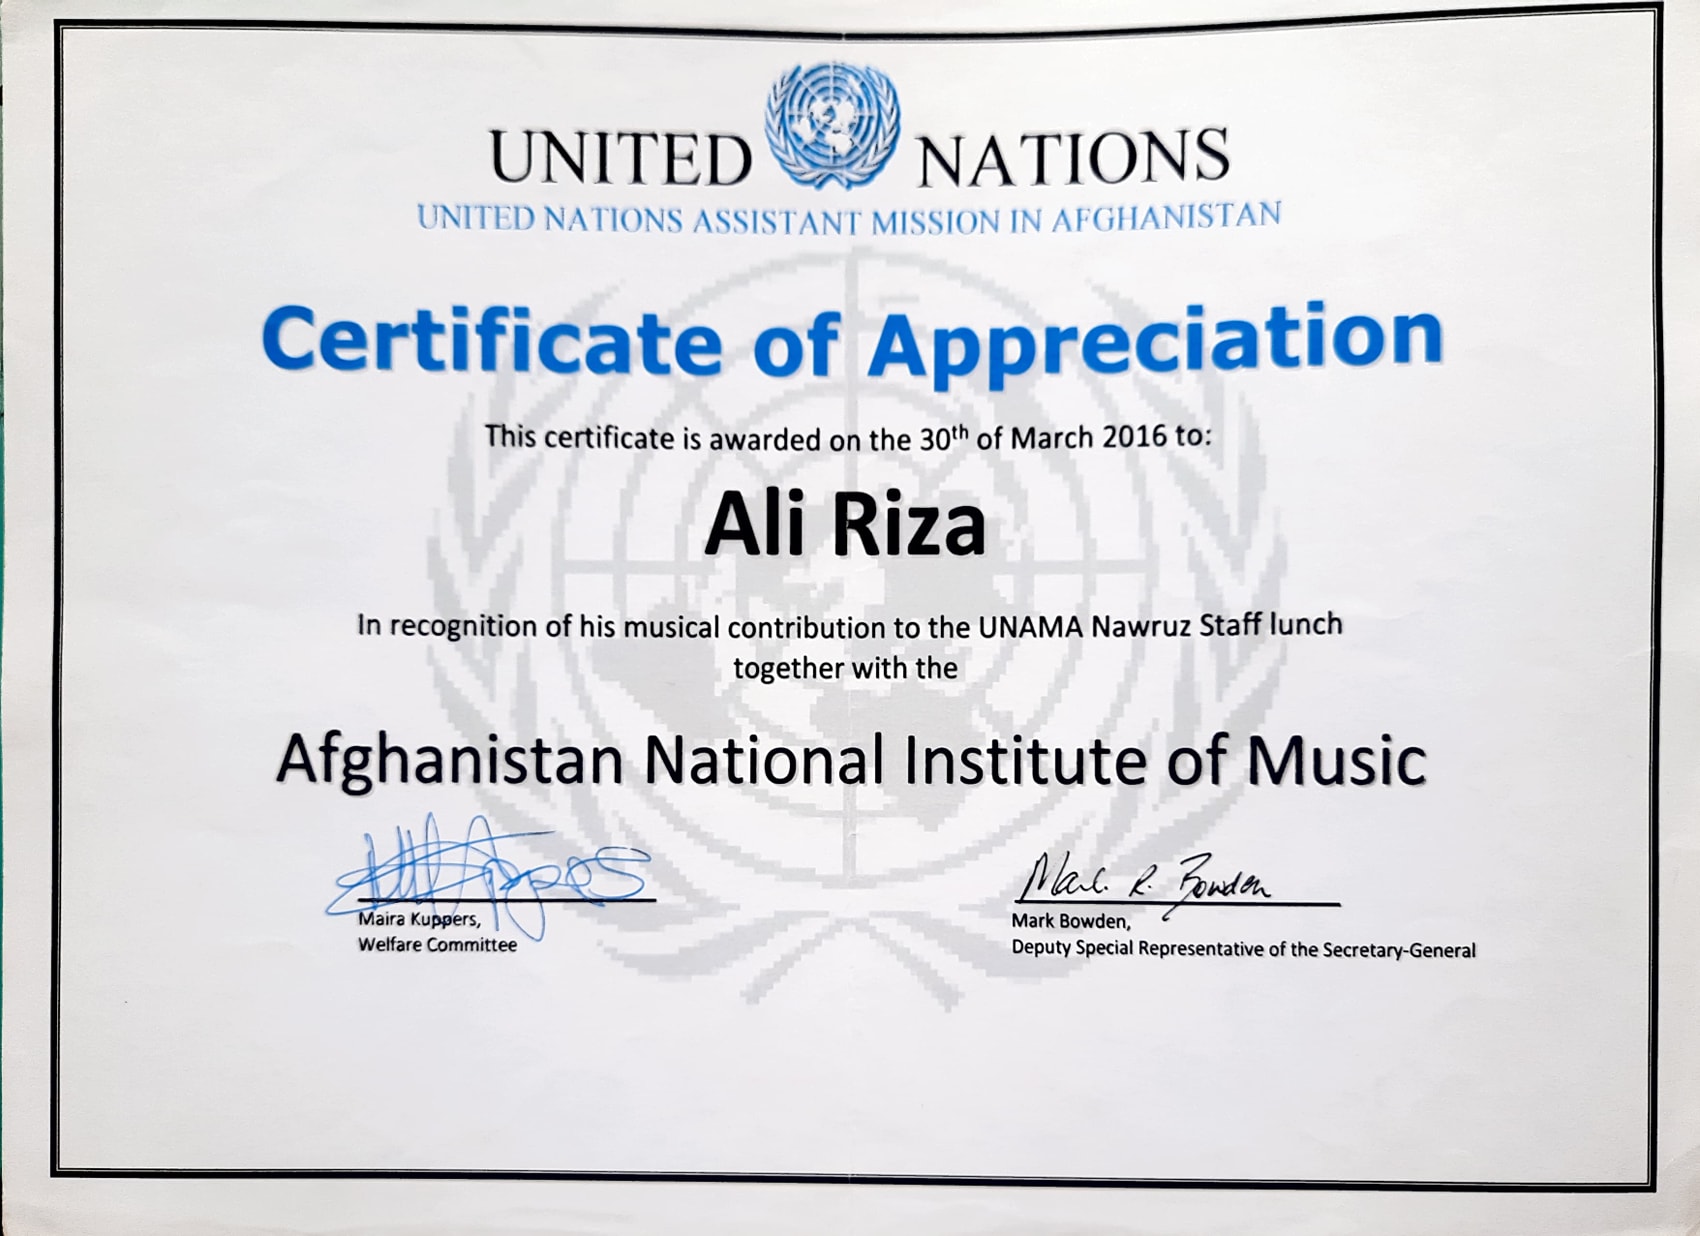 UNITED NATIONS
UNITED NATIONS ASSISTANT MISSION IN AFGHANISTAN
Certificate of Appreciation
This certificate is awarded on the 30th of March 2016 to:
Ali Riza
In recognition of his musical contribution to the UNAMA Nawruz Staff lunch
together with the
Afghanistan National Institute of Music
Mark R. Bowden
Maira Kuppers,
Welfare Committee
Mark Bowden,
Deputy Special Representative of the Secretary-General